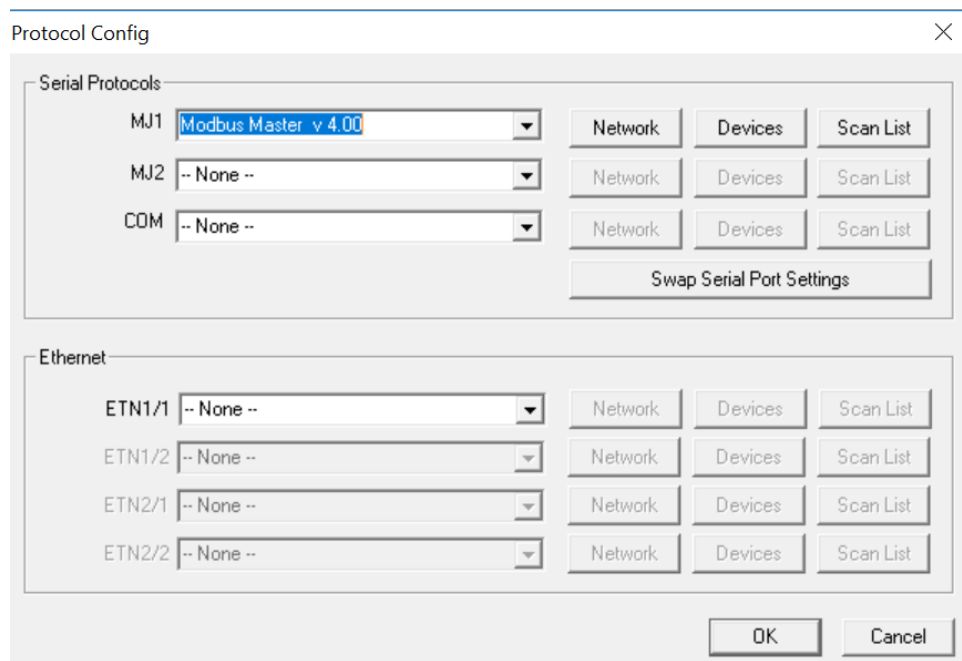 Protocol Config
Serial Protocols
MJ1 Modbus Master v 4.00 Network Devices Scan List
MJ2 -- None -- Network Devices Scan List
COM -- None -- Network Devices Scan List
Swap Serial Port Settings
Ethernet
ETN1/1 -- None -- Network Devices Scan List
ETN1/2 -- None -- Network Devices Scan List
ETN2/1 -- None -- Network Devices Scan List
ETN2/2 -- None -- Network Devices Scan List
OK Cancel